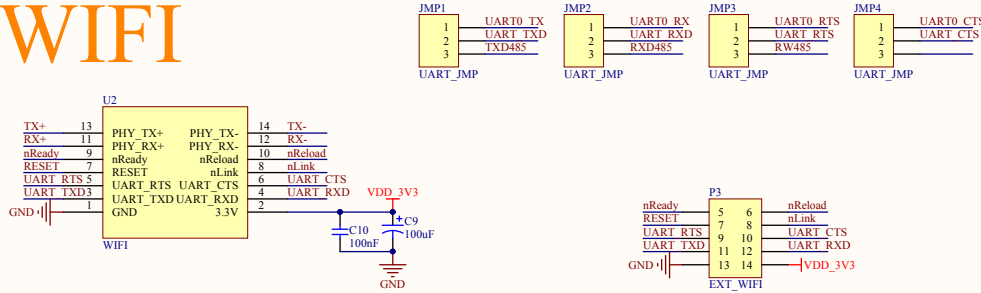 WIFI
JMP1
1 UART0_TX
2 UART_TXD
3 TXD485
UART_JMP
JMP2
1 UART0_RX
2 UART_RXD
3 RXD485
UART_JMP
JMP3
1 UART0_RTS
2 UART_RTS
3 RW485
UART_JMP
JMP4
1 UART0_CTS
2 UART_CTS
3
UART_JMP
U2
TX+ 13 PHY_TX+ PHY_TX- 14 TX-
RX+ 11 PHY_RX+ PHY_RX- 12 RX-
nReady 9 nReady nReload 10 nReload
RESET 7 RESET nLink 8 nLink
UART_RTS 5 UART_RTS UART_CTS 6 UART_CTS
UART_TXD 3 UART_TXD UART_RXD 4 UART_RXD
GND 1 GND 3.3V 2
WIFI
VDD_3V3
C10
100nF
+ C9
100uF
GND
P3
nReady 5 6 nReload
RESET 7 8 nLink
UART_RTS 9 10 UART_CTS
UART_TXD 11 12 UART_RXD
GND 13 14 VDD_3V3
EXT_WIFI